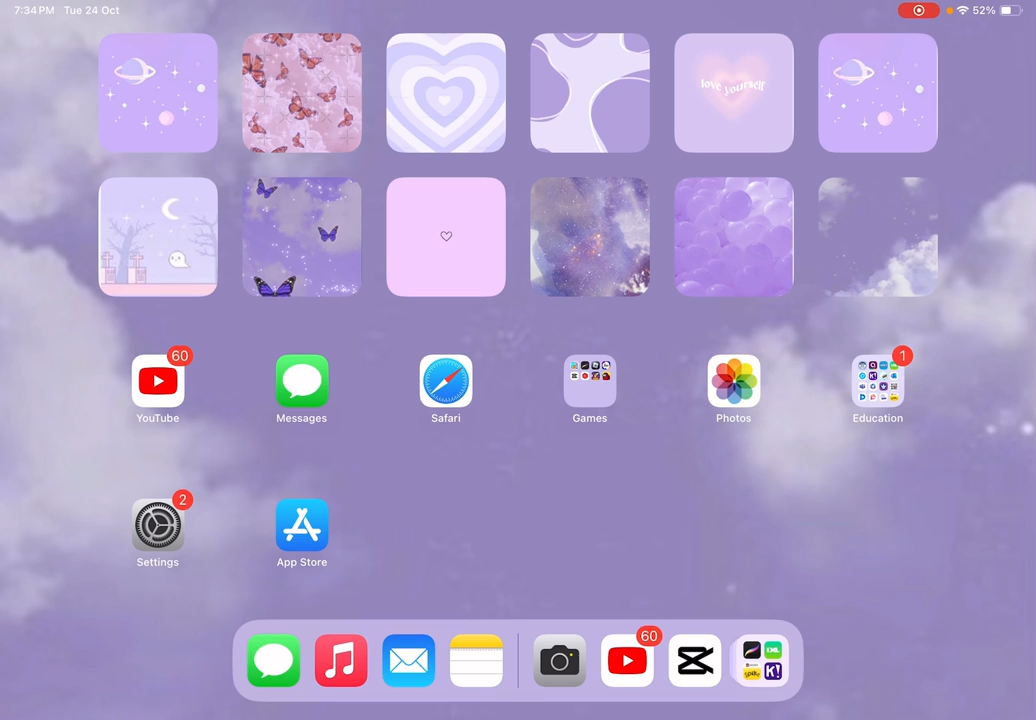 7:34 PM Tue 24 Oct
52%
love yourself
60
1
YouTube
Messages
Safari
Games
Photos
Education
2
Settings
App Store
60